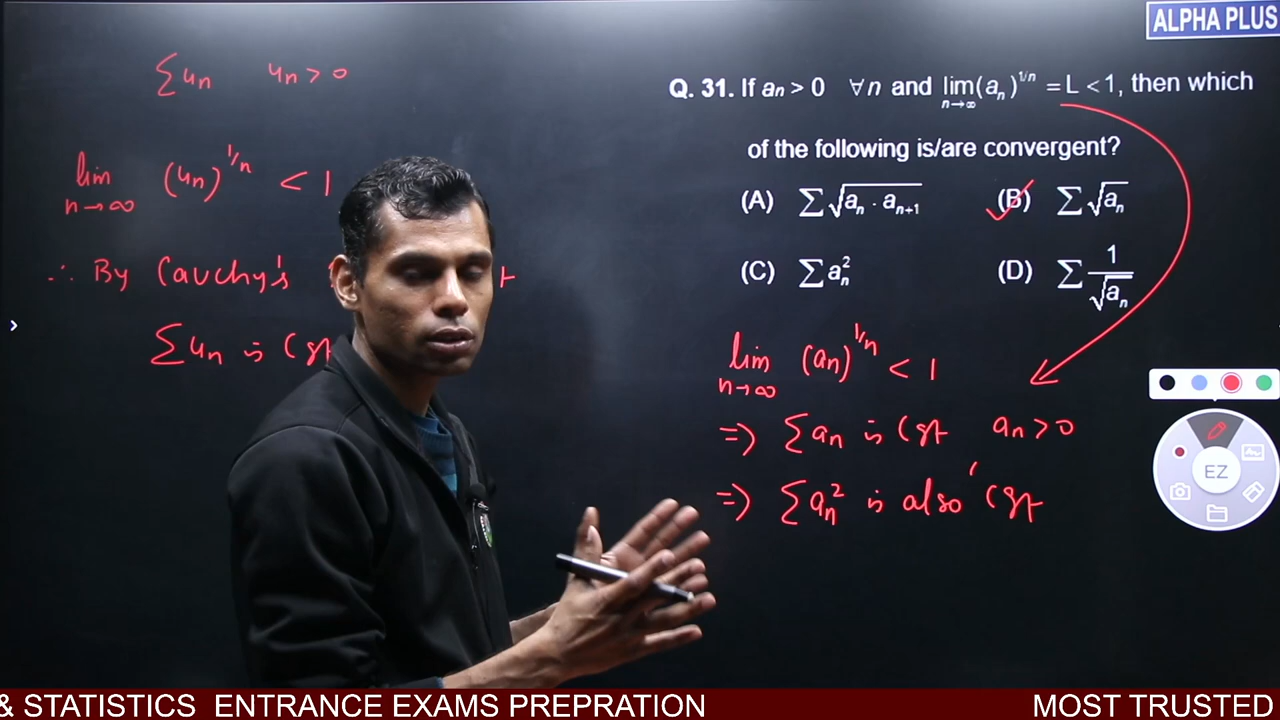 ALPHA PLUS
Σuₙ uₙ > 0
lim n→∞ (uₙ)^1/n < 1
∴ By Cauchy's
Σuₙ is Cgt
Q. 31. If aₙ > 0 ∀n and lim n→∞ (aₙ)^1/n = L < 1, then which
of the following is/are convergent?
(A) Σ√(aₙ · aₙ₊₁) (B) Σ√aₙ
(C) Σaₙ² (D) Σ 1/√aₙ
lim n→∞ (aₙ)^1/n < 1
=> Σaₙ is Cgt aₙ > 0
=> Σaₙ² is also Cgt
EZ
& STATISTICS ENTRANCE EXAMS PREPRATION MOST TRUSTED